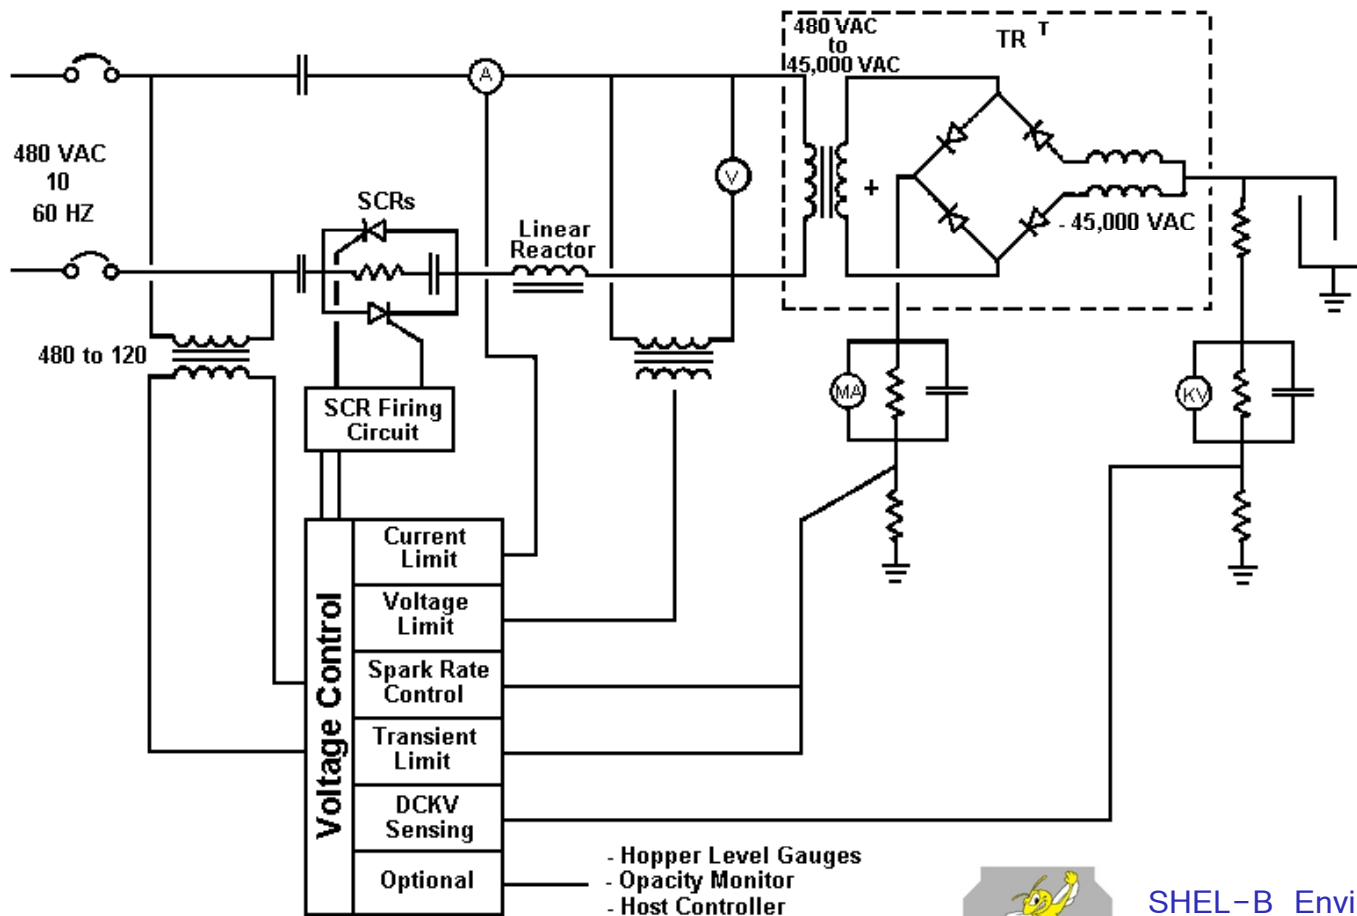 480 VAC
to
45,000 VAC
TR T
A
480 VAC
10
60 HZ
V
SCRs
+
Linear
Reactor
- 45,000 VAC
480 to 120
MA
KV
SCR Firing
Circuit
Voltage Control
Current
Limit
Voltage
Limit
Spark Rate
Control
Transient
Limit
DCKV
Sensing
Optional
- Hopper Level Gauges
- Opacity Monitor
- Host Controller
SHEL-B Envi